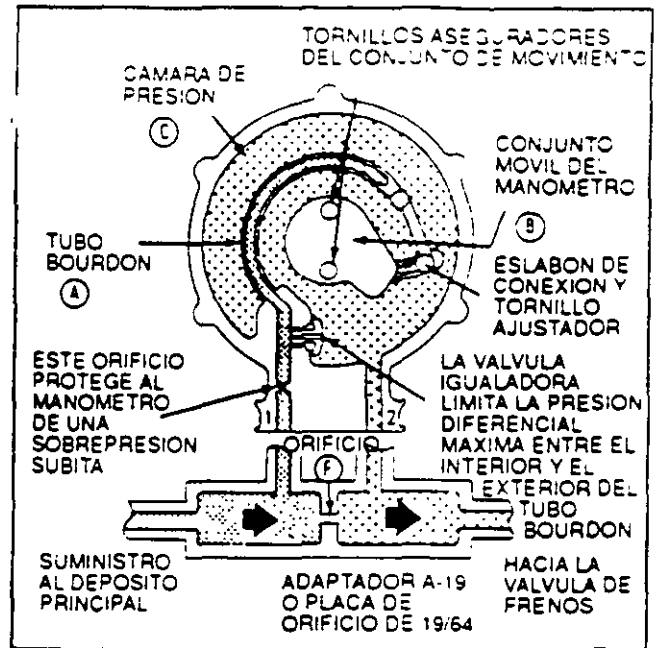 TORNILLOS ASEGURADORES
DEL CONJUNTO DE MOVIMIENTO
CAMARA DE
PRESION
C
CONJUNTO
MOVIL DEL
MANOMETRO
B
TUBO
BOURDON
A
ESLABON DE
CONEXION Y
TORNILLO
AJUSTADOR
ESTE ORIFICIO
PROTEGE AL
MANOMETRO
DE UNA
SOBREPRESION
SUBITA
LA VALVULA
IGUALADORA
LIMITA LA PRESION
DIFERENCIAL
MAXIMA ENTRE EL
INTERIOR Y EL
EXTERIOR DEL
TUBO
BOURDON
1
2
ORIFICIO
F
SUMINISTRO
AL DEPOSITO
PRINCIPAL
ADAPTADOR A-19
O PLACA DE
ORIFICIO DE 19/64
HACIA LA
VALVULA DE
FRENOS